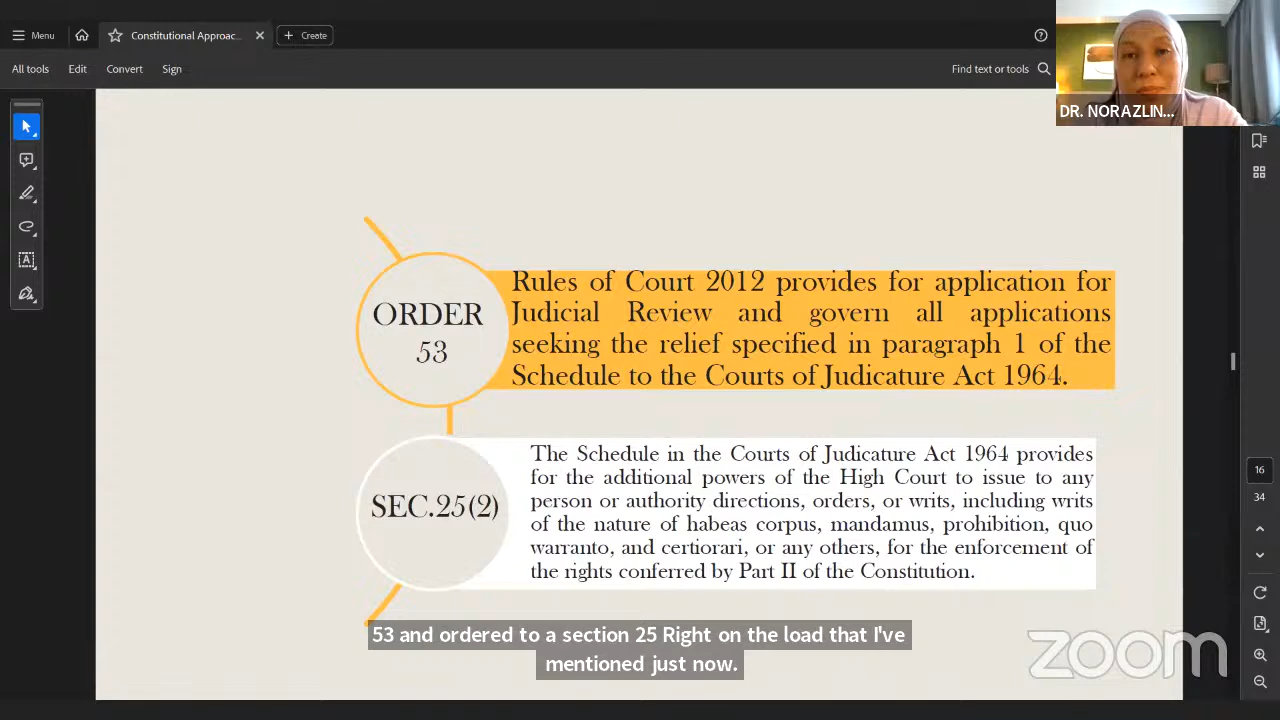 Menu
Constitutional Approac...
Create
All tools
Edit
Convert
Sign
Find text or tools
DR. NORAZLIN...
ORDER
53
Rules of Court 2012 provides for application for
Judicial Review and govern all applications
seeking the relief specified in paragraph 1 of the
Schedule to the Courts of Judicature Act 1964.
SEC.25(2)
The Schedule in the Courts of Judicature Act 1964 provides
for the additional powers of the High Court to issue to any
person or authority directions, orders, or writs, including writs
of the nature of habeas corpus, mandamus, prohibition, quo
warranto, and certiorari, or any others, for the enforcement of
the rights conferred by Part II of the Constitution.
16
34
53 and ordered to a section 25 Right on the load that I've
mentioned just now.
zoom